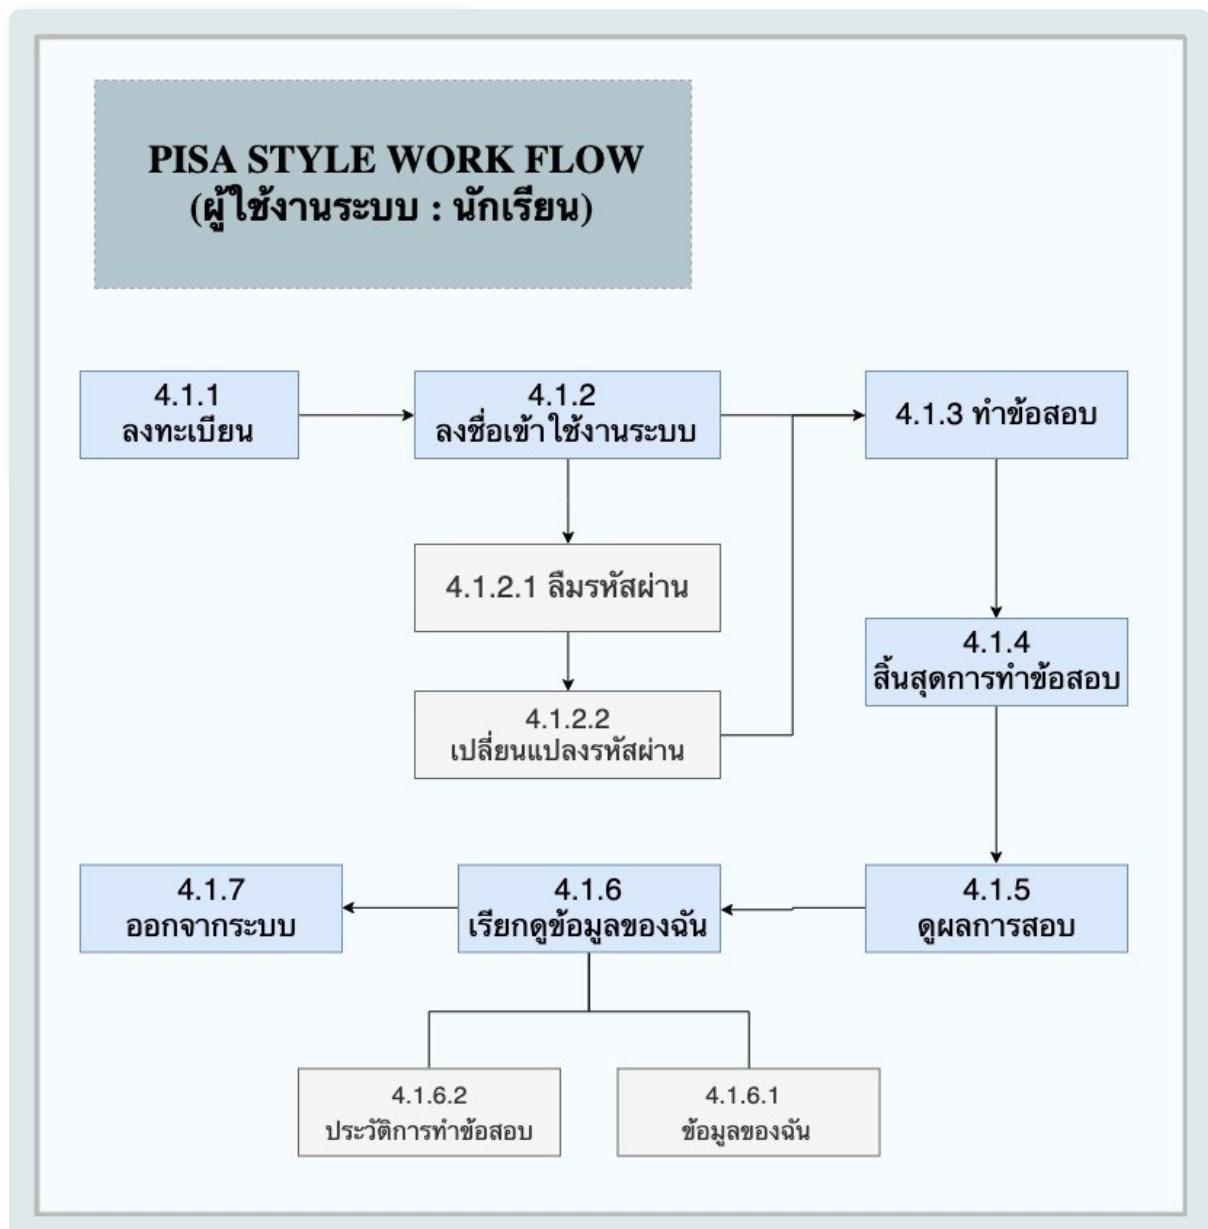 PISA STYLE WORK FLOW
(ผู้ใช้งานระบบ : นักเรียน)
4.1.1
ลงทะเบียน
4.1.2
ลงชื่อเข้าใช้งานระบบ
4.1.3 ทำข้อสอบ
4.1.2.1 ลืมรหัสผ่าน
4.1.4
สิ้นสุดการทำข้อสอบ
4.1.2.2
เปลี่ยนแปลงรหัสผ่าน
4.1.7
ออกจากระบบ
4.1.6
เรียกดูข้อมูลของฉัน
4.1.5
ดูผลการสอบ
4.1.6.2
ประวัติการทำข้อสอบ
4.1.6.1
ข้อมูลของฉัน